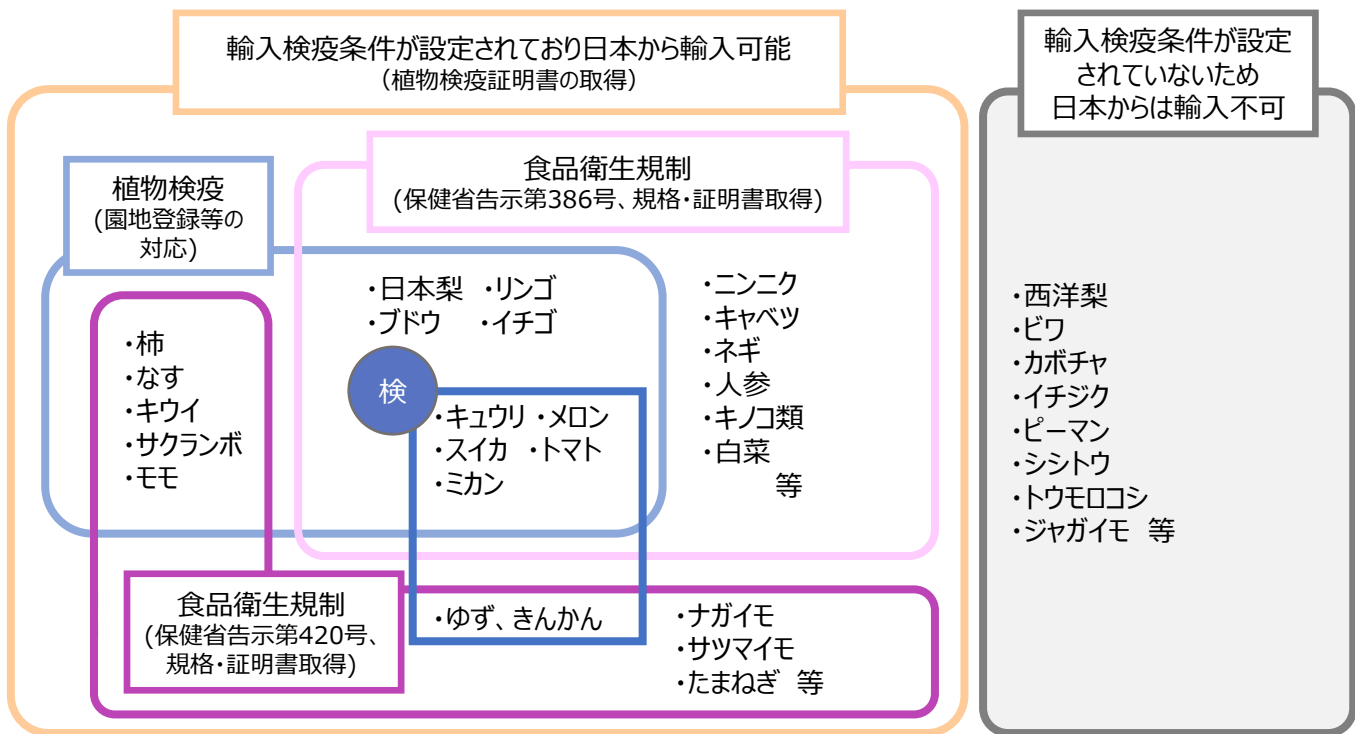 輸入検疫条件が設定されており日本から輸入可能
（植物検疫証明書の取得）
輸入検疫条件が設定
されていないため
日本からは輸入不可
植物検疫
(園地登録等の
対応)
食品衛生規制
(保健省告示第386号、規格・証明書取得)
・日本梨 ・リンゴ
・ブドウ ・イチゴ
・柿
・なす
・キウイ
・サクランボ
・モモ
検
・キュウリ ・メロン
・スイカ ・トマト
・ミカン
・ニンニク
・キャベツ
・ネギ
・人参
・キノコ類
・白菜
等
・西洋梨
・ビワ
・カボチャ
・イチジク
・ピーマン
・シシトウ
・トウモロコシ
・ジャガイモ 等
食品衛生規制
(保健省告示第420号、
規格・証明書取得)
・ゆず、きんかん
・ナガイモ
・サツマイモ
・たまねぎ 等